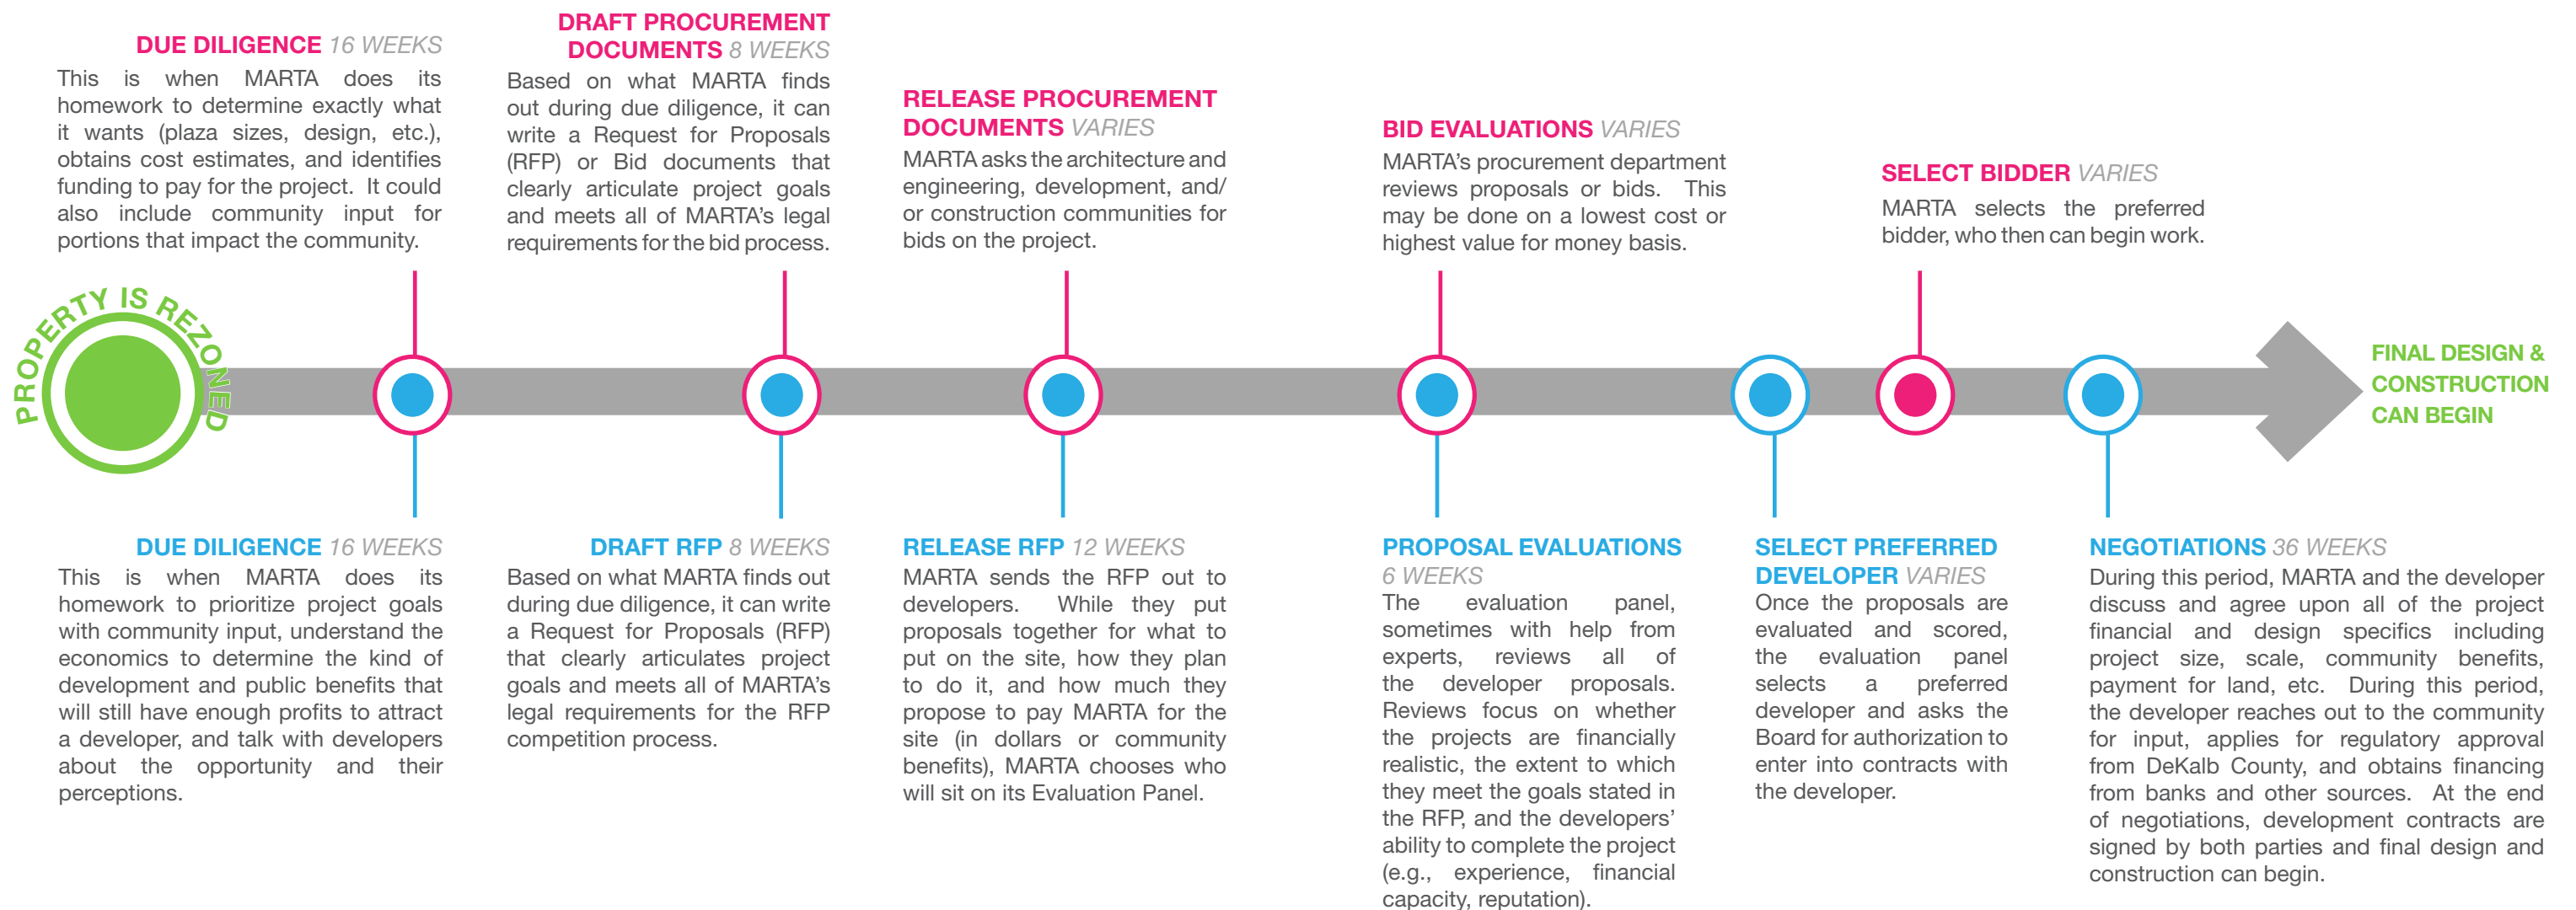 DUE DILIGENCE 16 WEEKS
This is when MARTA does its
homework to determine exactly what
it wants (plaza sizes, design, etc.),
obtains cost estimates, and identifies
funding to pay for the project. It could
also include community input for
portions that impact the community.
DRAFT PROCUREMENT
DOCUMENTS 8 WEEKS
Based on what MARTA finds
out during due diligence, it can
write a Request for Proposals
(RFP) or Bid documents that
clearly articulate project goals
and meets all of MARTA's legal
requirements for the bid process.
RELEASE PROCUREMENT
DOCUMENTS VARIES
MARTA asks the architecture and
engineering, development, and/
or construction communities for
bids on the project.
BID EVALUATIONS VARIES
MARTA's procurement department
reviews proposals or bids. This
may be done on a lowest cost or
highest value for money basis.
SELECT BIDDER VARIES
MARTA selects the preferred
bidder, who then can begin work.
PROPERTY IS REZONED
FINAL DESIGN &
CONSTRUCTION
CAN BEGIN
DUE DILIGENCE 16 WEEKS
This is when MARTA does its
homework to prioritize project goals
with community input, understand the
economics to determine the kind of
development and public benefits that
will still have enough profits to attract
a developer, and talk with developers
about the opportunity and their
perceptions.
DRAFT RFP 8 WEEKS
Based on what MARTA finds out
during due diligence, it can write
a Request for Proposals (RFP)
that clearly articulates project
goals and meets all of MARTA's
legal requirements for the RFP
competition process.
RELEASE RFP 12 WEEKS
MARTA sends the RFP out to
developers. While they put
proposals together for what to
put on the site, how they plan
to do it, and how much they
propose to pay MARTA for the
site (in dollars or community
benefits), MARTA chooses who
will sit on its Evaluation Panel.
PROPOSAL EVALUATIONS
6 WEEKS
The evaluation panel,
sometimes with help from
experts, reviews all of
the developer proposals.
Reviews focus on whether
the projects are financially
realistic, the extent to which
they meet the goals stated in
the RFP, and the developers'
ability to complete the project
(e.g., experience, financial
capacity, reputation).
SELECT PREFERRED
DEVELOPER VARIES
Once the proposals are
evaluated and scored,
the evaluation panel
selects a preferred
developer and asks the
Board for authorization to
enter into contracts with
the developer.
NEGOTIATIONS 36 WEEKS
During this period, MARTA and the developer
discuss and agree upon all of the project
financial and design specifics including
project size, scale, community benefits,
payment for land, etc. During this period,
the developer reaches out to the community
for input, applies for regulatory approval
from DeKalb County, and obtains financing
from banks and other sources. At the end
of negotiations, development contracts are
signed by both parties and final design and
construction can begin.